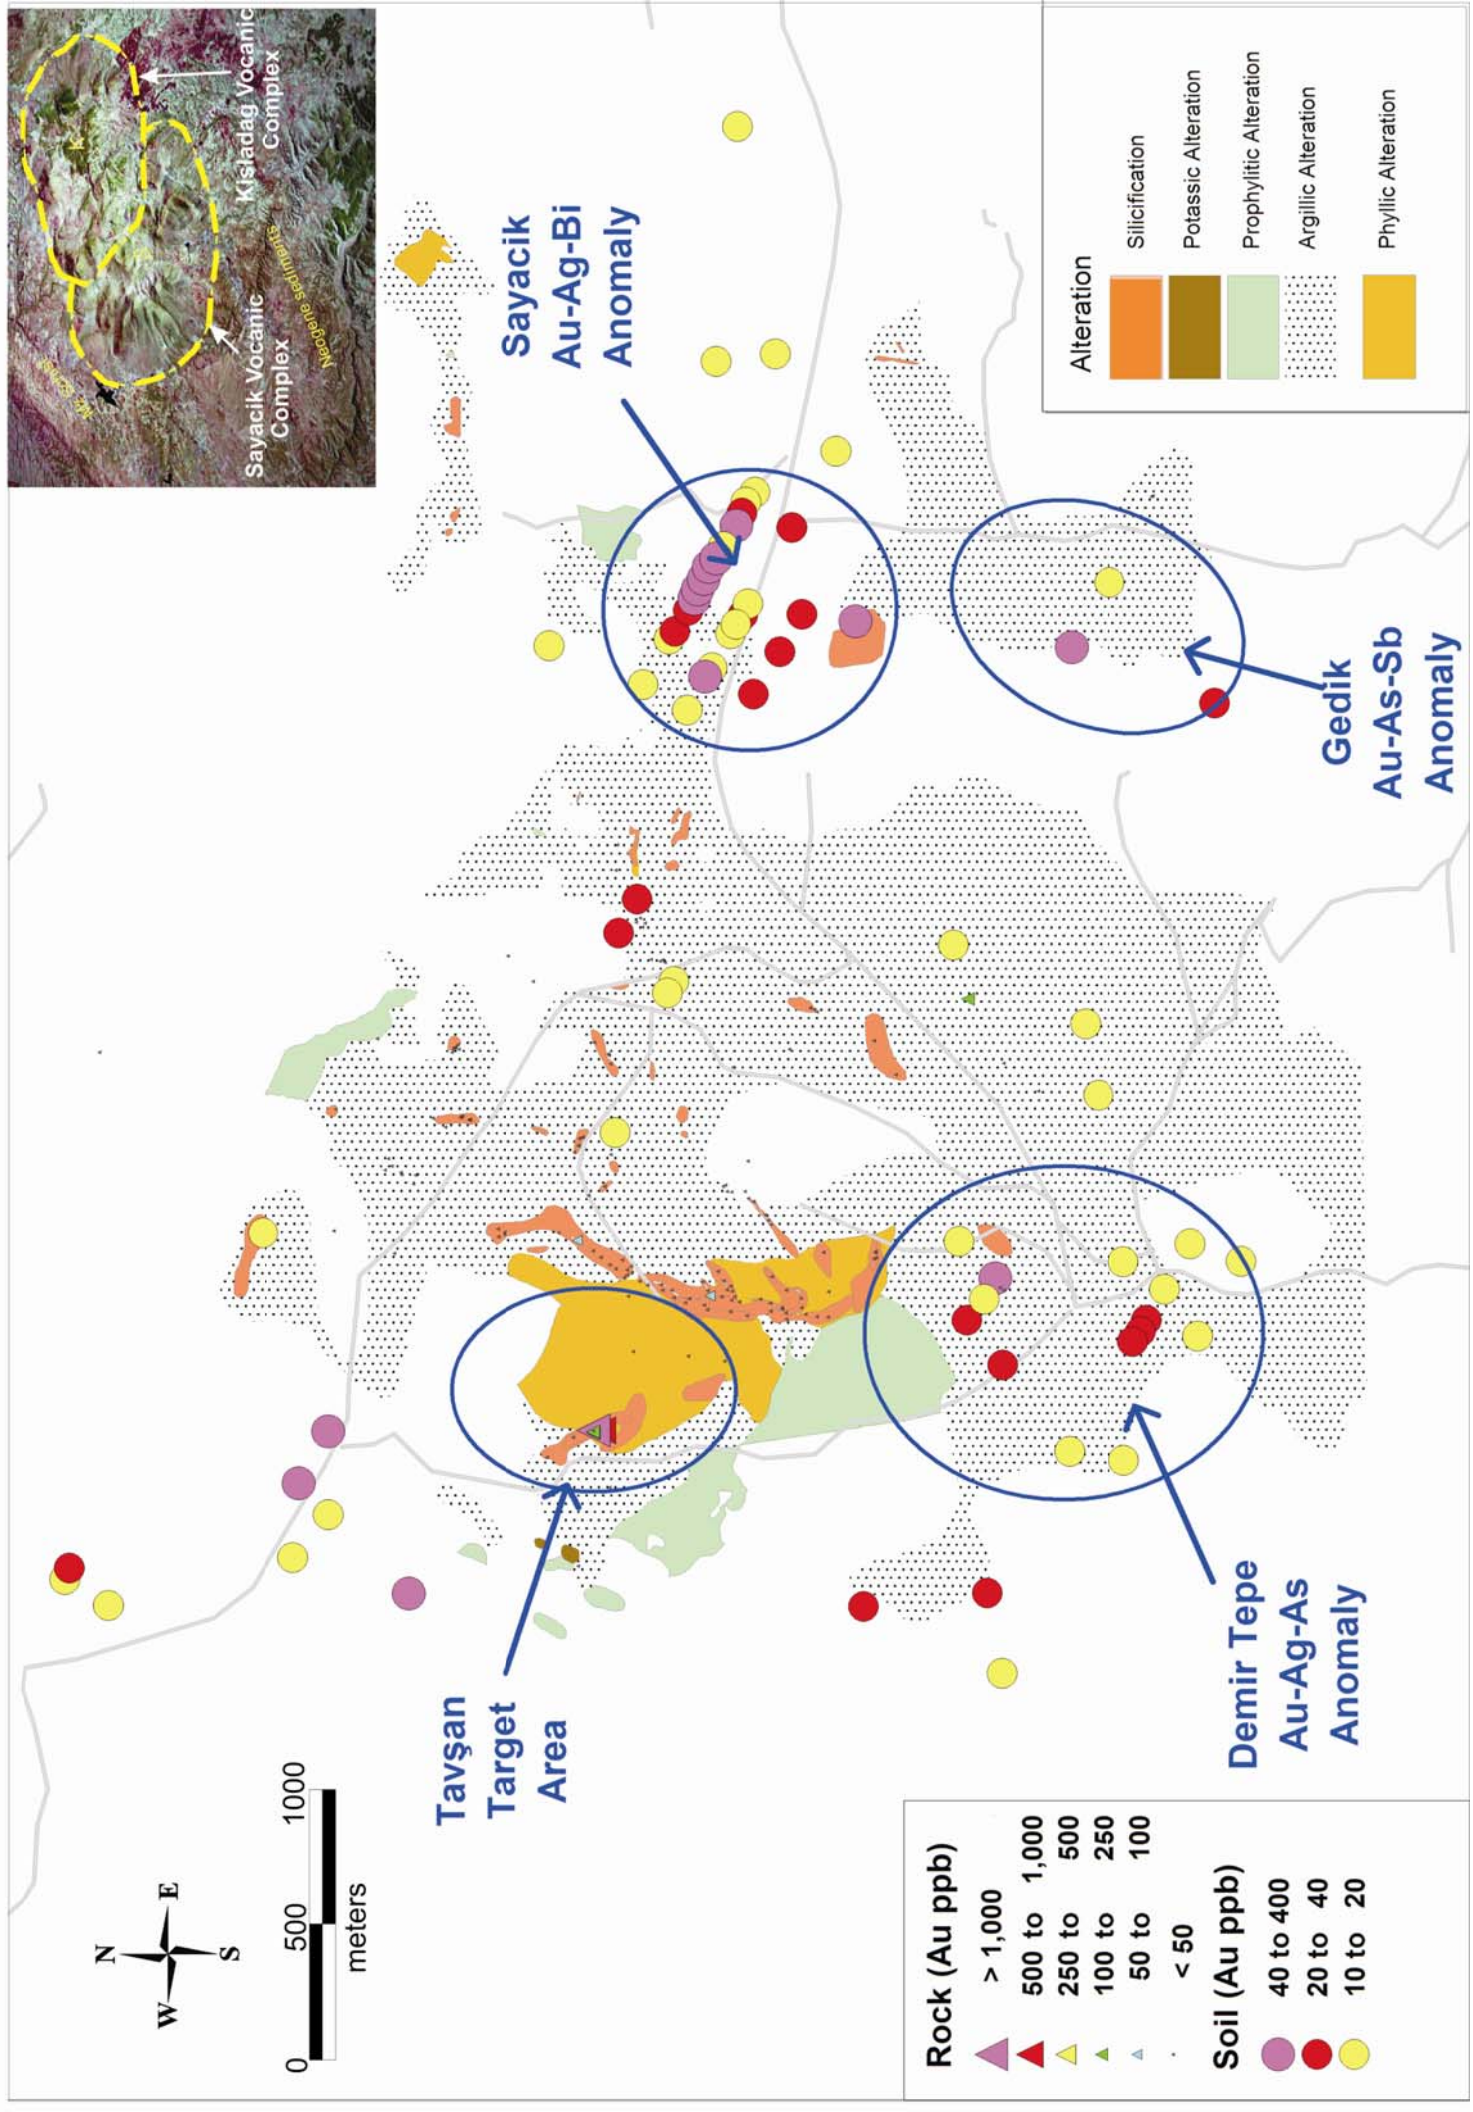 Kisladag Vocanic
Complex
Sayacik Vocanic
Complex
Neogene sediments
N
W
E
S
0
500
1000
meters
Tavşan
Target
Area
Sayacik
Au-Ag-Bi
Anomaly
Demir Tepe
Au-Ag-As
Anomaly
Gedik
Au-As-Sb
Anomaly
Rock (Au ppb)
> 1,000
500 to 1,000
250 to 500
100 to 250
50 to 100
< 50
Soil (Au ppb)
40 to 400
20 to 40
10 to 20
Alteration
Silicification
Potassic Alteration
Prophylitic Alteration
Argillic Alteration
Phyllic Alteration